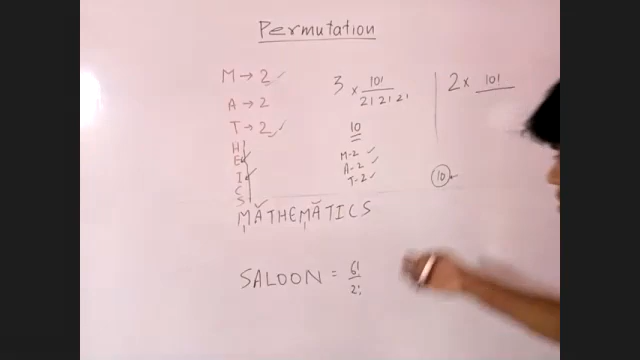 Permutation
M → 2 ✓
A → 2
T → 2 ✓
H
E
I
C
S
3 × 10! / 2! 2! 2!
10
M-2 ✓
A-2 ✓
T-2 ✓
2 × 10!
10
MATHEMATICS
SALOON = 6! / 2!